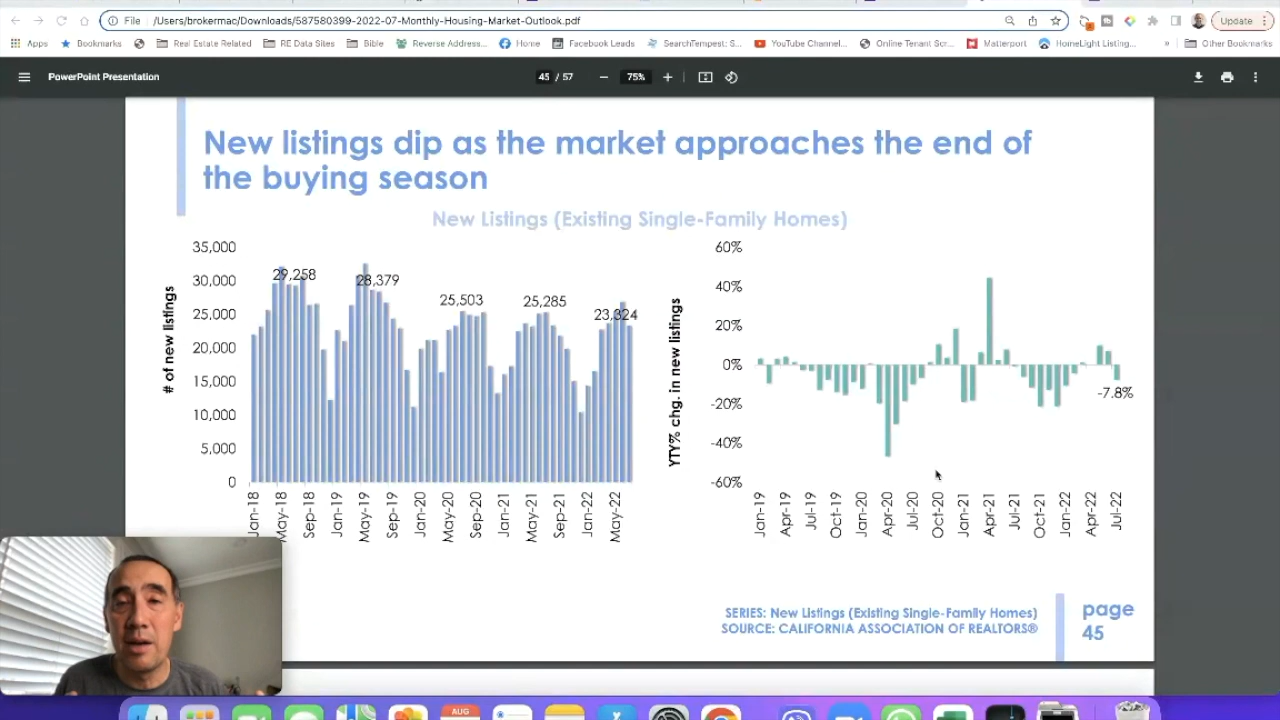 File
/Users/brokermac/Downloads/587580399-2022-07-Monthly-Housing-Market-Outlook.pdf
Update
Apps
Bookmarks
Real Estate Related
RE Data Sites
Bible
Reverse Address...
Home
Facebook Leads
SearchTempest: S...
YouTube Channel...
Online Tenant Scr...
Matterport
HomeLight Listing...
»
Other Bookmarks
PowerPoint Presentation
45 / 57
75%
New listings dip as the market approaches the end of
the buying season
New Listings (Existing Single-Family Homes)
# of new listings
35,000
30,000
25,000
20,000
15,000
10,000
5,000
0
29,258
28,379
25,503
25,285
23,324
Jan-18
May-18
Sep-18
Jan-19
May-19
Sep-19
Jan-20
May-20
Sep-20
Jan-21
May-21
Sep-21
Jan-22
May-22
YTY% chg. in new listings
60%
40%
20%
0%
-20%
-40%
-60%
-7.8%
Jan-19
Apr-19
Jul-19
Oct-19
Jan-20
Apr-20
Jul-20
Oct-20
Jan-21
Apr-21
Jul-21
Oct-21
Jan-22
Apr-22
Jul-22
SERIES: New Listings (Existing Single-Family Homes)
SOURCE: CALIFORNIA ASSOCIATION OF REALTORS®
page
45
AUG